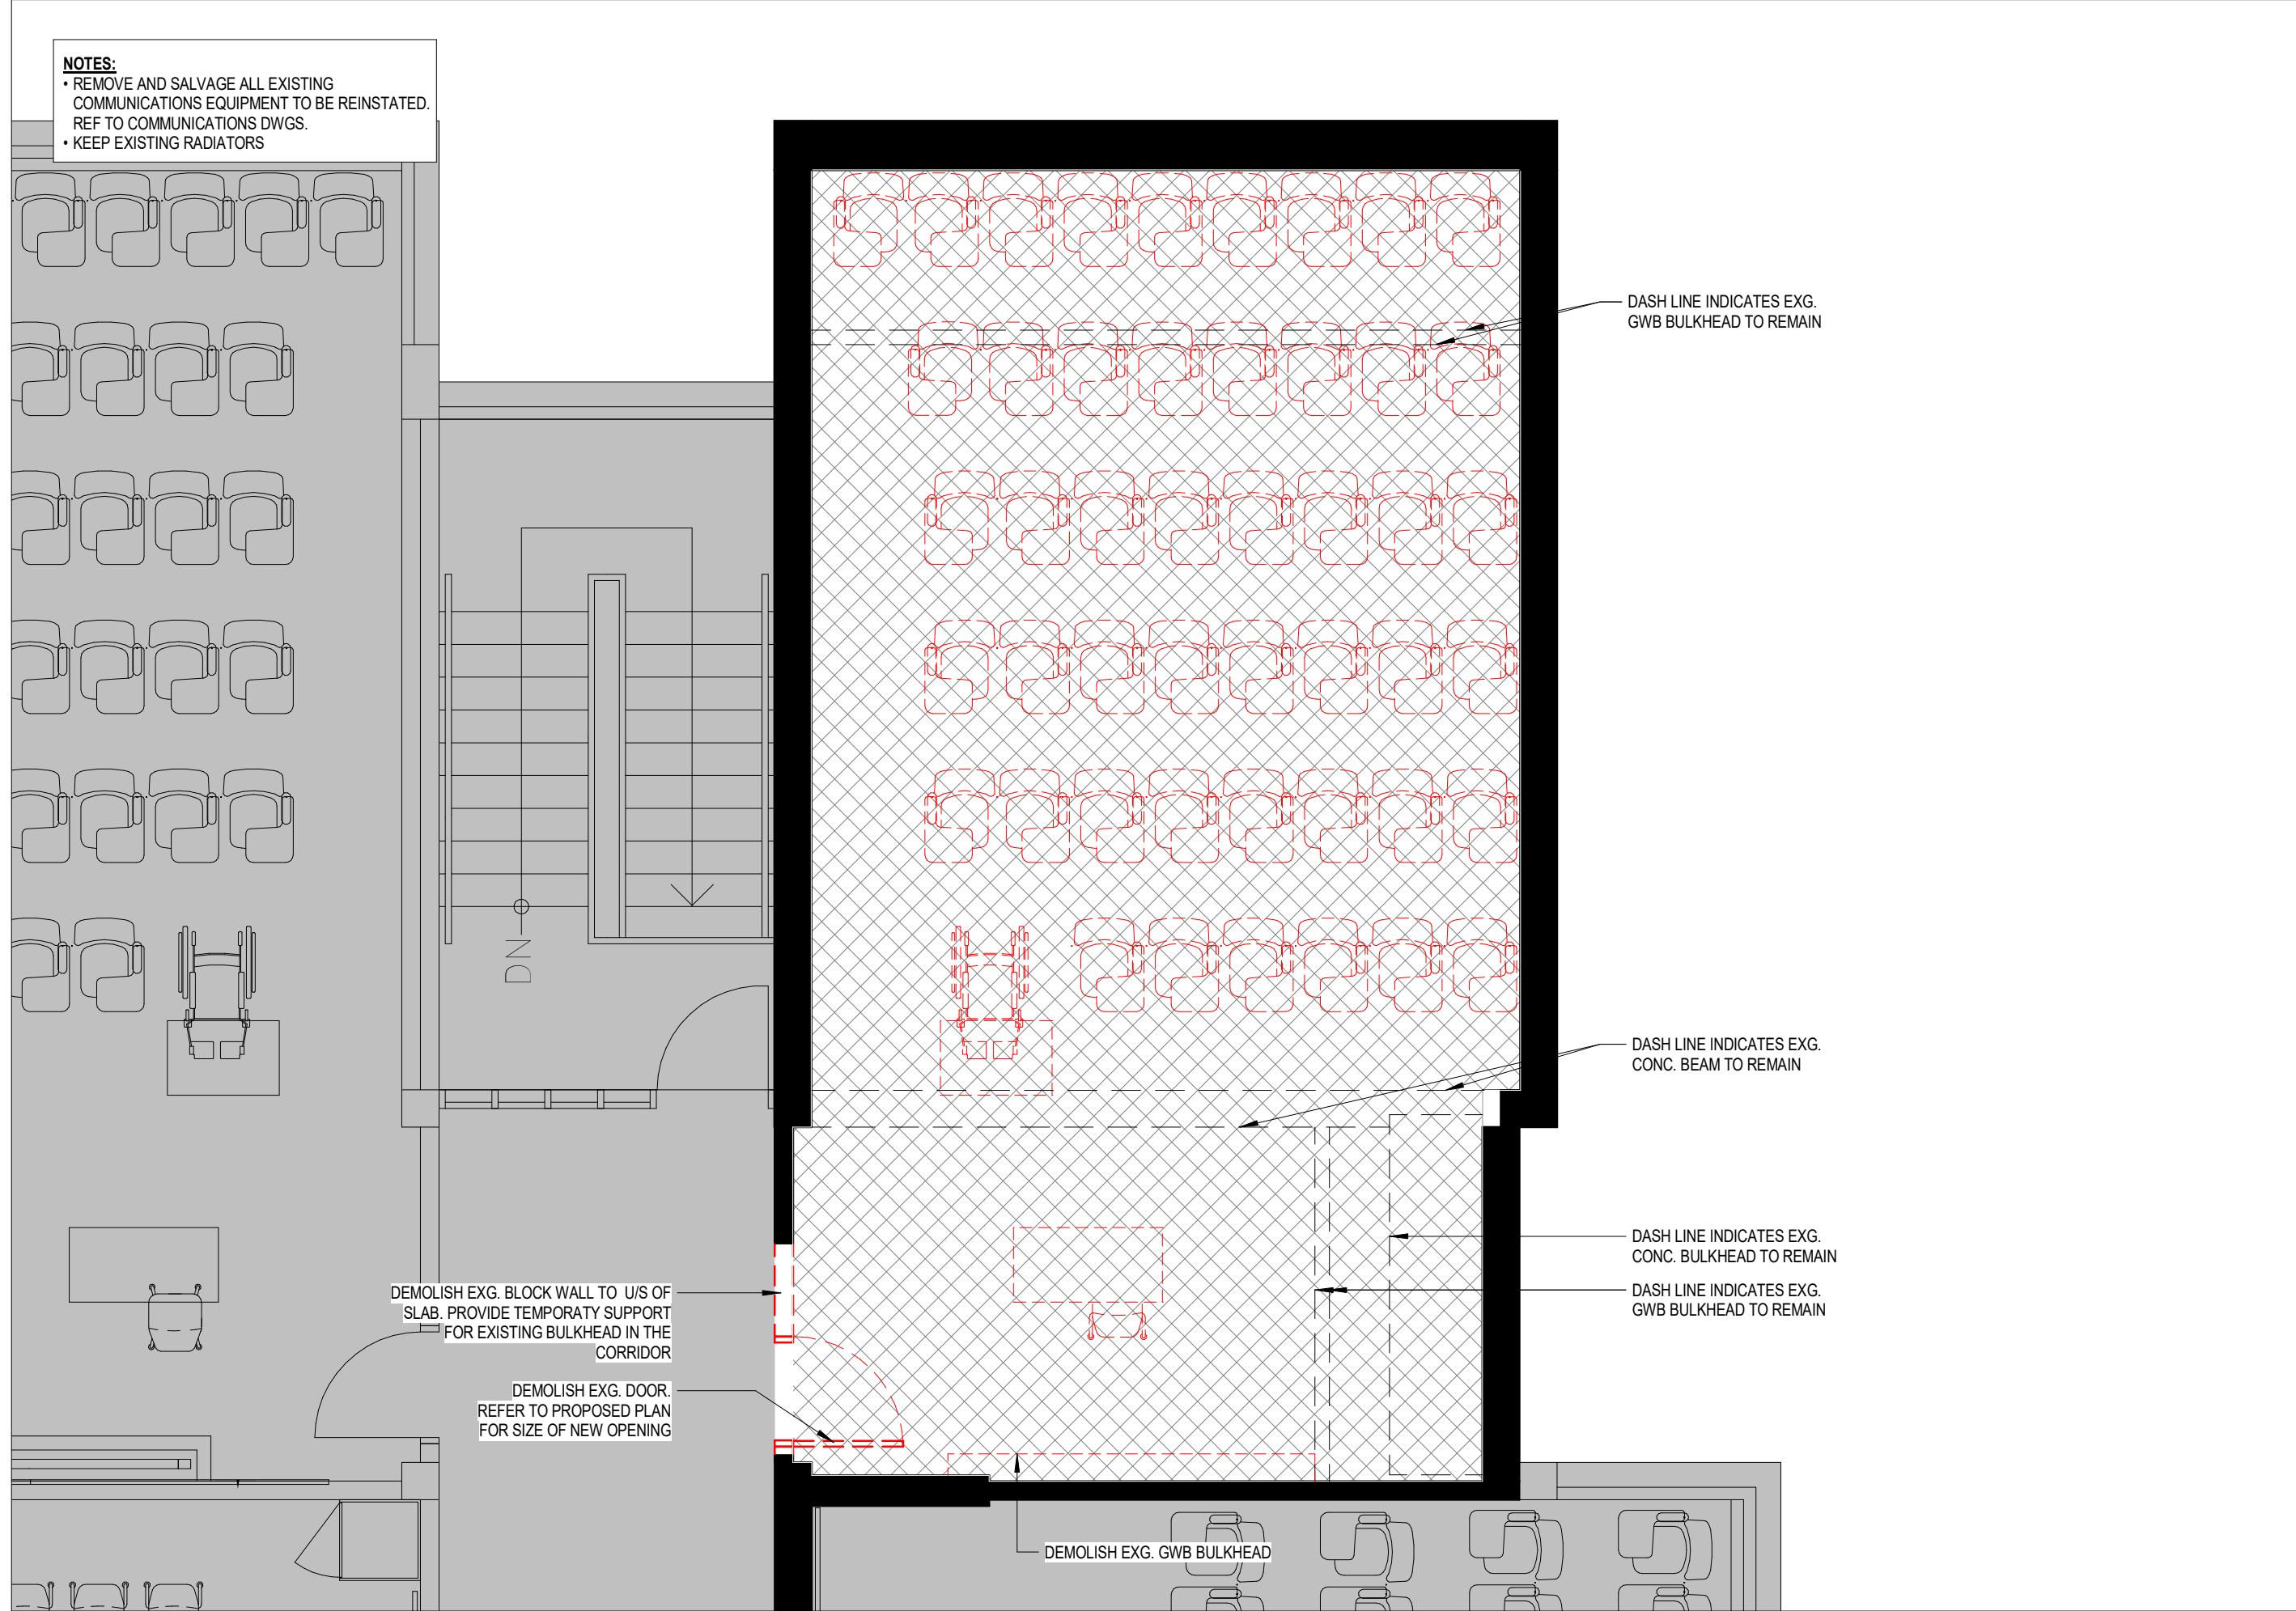 NOTES:
• REMOVE AND SALVAGE ALL EXISTING
COMMUNICATIONS EQUIPMENT TO BE REINSTATED.
REF TO COMMUNICATIONS DWGS.
• KEEP EXISTING RADIATORS
DASH LINE INDICATES EXG.
GWB BULKHEAD TO REMAIN
DN
DASH LINE INDICATES EXG.
CONC. BEAM TO REMAIN
DASH LINE INDICATES EXG.
CONC. BULKHEAD TO REMAIN
DASH LINE INDICATES EXG.
GWB BULKHEAD TO REMAIN
DEMOLISH EXG. BLOCK WALL TO U/S OF
SLAB. PROVIDE TEMPORATY SUPPORT
FOR EXISTING BULKHEAD IN THE
CORRIDOR
DEMOLISH EXG. DOOR.
REFER TO PROPOSED PLAN
FOR SIZE OF NEW OPENING
DEMOLISH EXG. GWB BULKHEAD